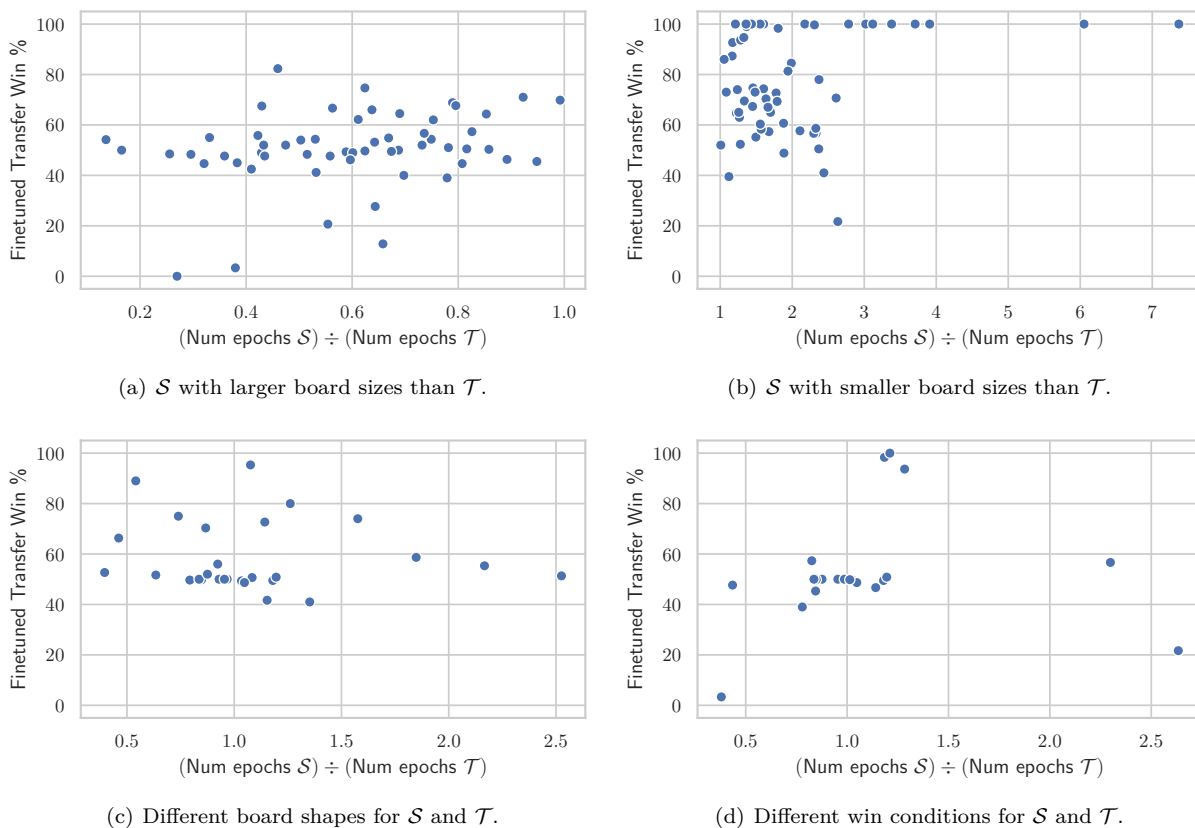 Finetuned Transfer Win %
100
80
60
40
20
0
0.2 0.4 0.6 0.8 1.0
(Num epochs 𝒮) ÷ (Num epochs 𝒯)
(a) 𝒮 with larger board sizes than 𝒯.
Finetuned Transfer Win %
100
80
60
40
20
0
1 2 3 4 5 6 7
(Num epochs 𝒮) ÷ (Num epochs 𝒯)
(b) 𝒮 with smaller board sizes than 𝒯.
Finetuned Transfer Win %
100
80
60
40
20
0
0.5 1.0 1.5 2.0 2.5
(Num epochs 𝒮) ÷ (Num epochs 𝒯)
(c) Different board shapes for 𝒮 and 𝒯.
Finetuned Transfer Win %
100
80
60
40
20
0
0.5 1.0 1.5 2.0 2.5
(Num epochs 𝒮) ÷ (Num epochs 𝒯)
(d) Different win conditions for 𝒮 and 𝒯.